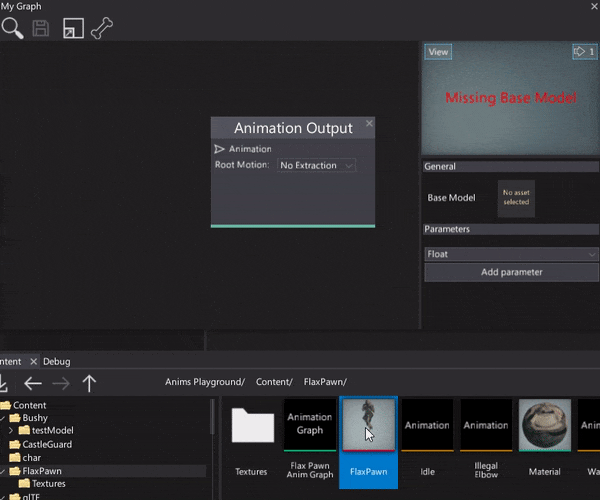 My Graph
View
1
Missing Base Model
Animation Output
Animation
Root Motion: No Extraction
General
Base Model
No asset
selected
Parameters
Float
Add parameter
ntent
Debug
Anims Playground/ Content/ FlaxPawn/
Content
Bushy
testModel
CastleGuard
char
FlaxPawn
Textures
glTF
Animation
Graph
Animation
Animation
Anin
Textures
Flax Pawn
Anim Graph
FlaxPawn
Idle
Illegal
Elbow
Material
Wa